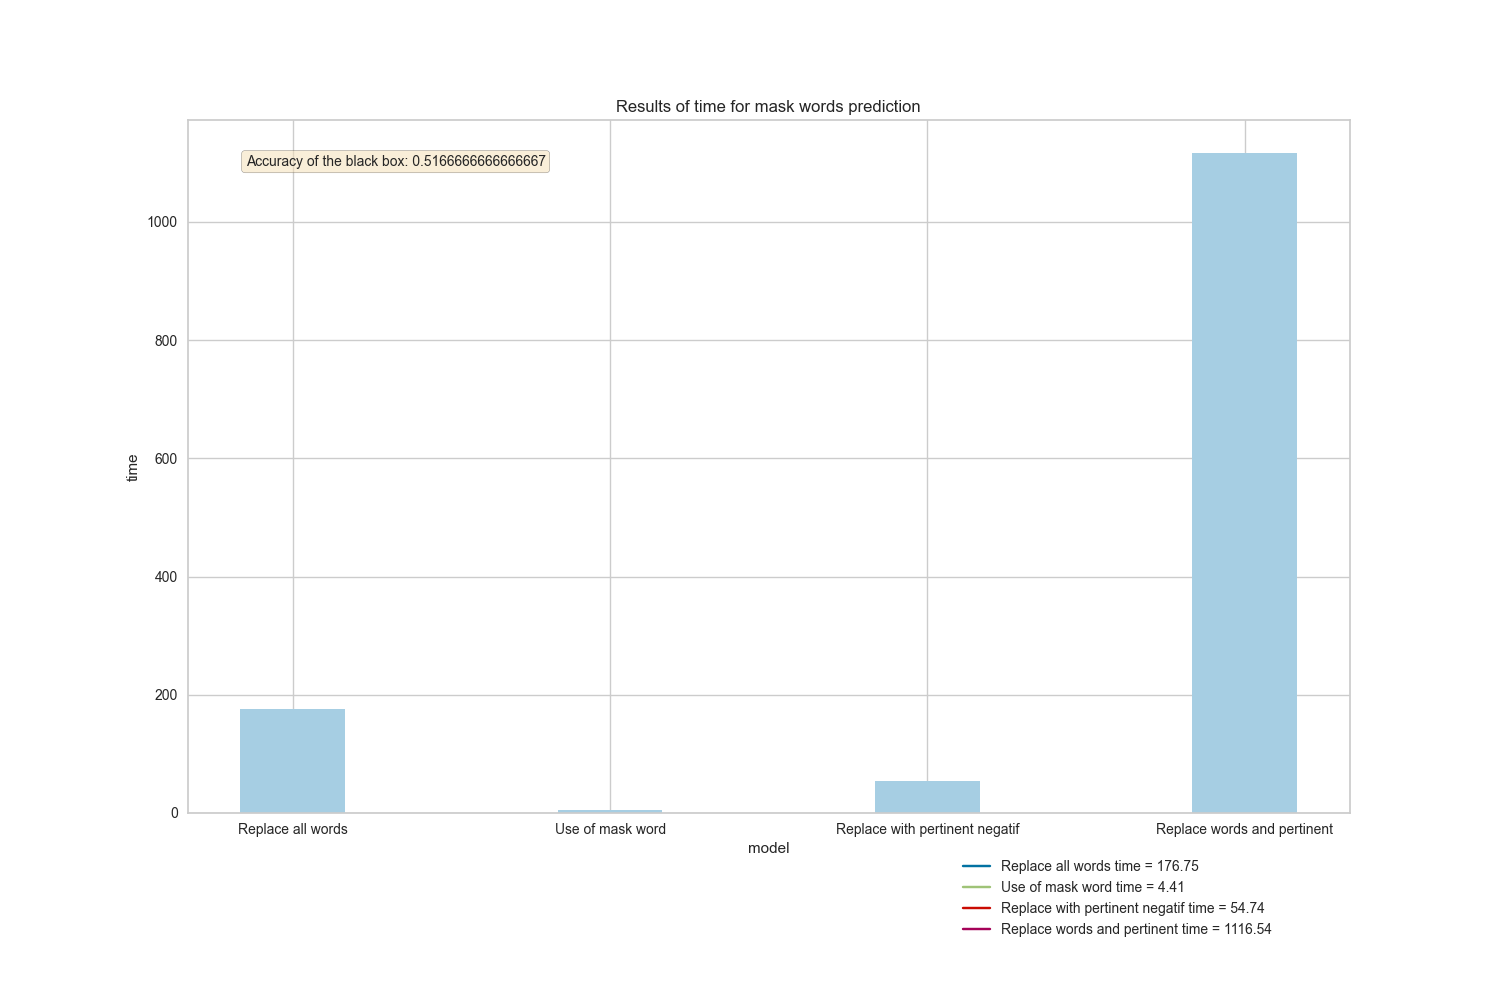 Results of time for mask words prediction
Accuracy of the black box: 0.5166666666666667
1000
800
600
400
200
0
time
Replace all words
Use of mask word
Replace with pertinent negatif
Replace words and pertinent
model
Replace all words time = 176.75
Use of mask word time = 4.41
Replace with pertinent negatif time = 54.74
Replace words and pertinent time = 1116.54